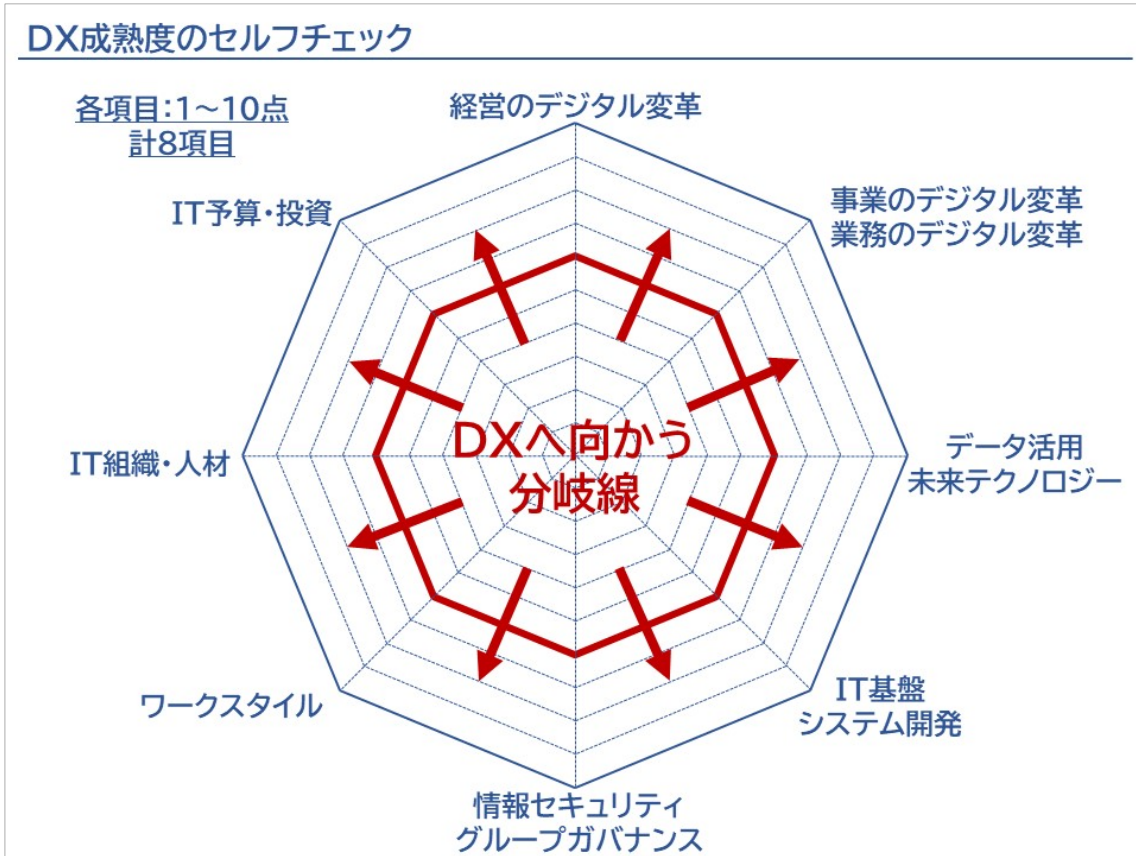 DX成熟度のセルフチェック
各項目:1〜10点
計8項目
経営のデジタル変革
IT予算・投資
事業のデジタル変革
業務のデジタル変革
IT組織・人材
DXへ向かう
分岐線
データ活用
未来テクノロジー
ワークスタイル
IT基盤
システム開発
情報セキュリティ
グループガバナンス